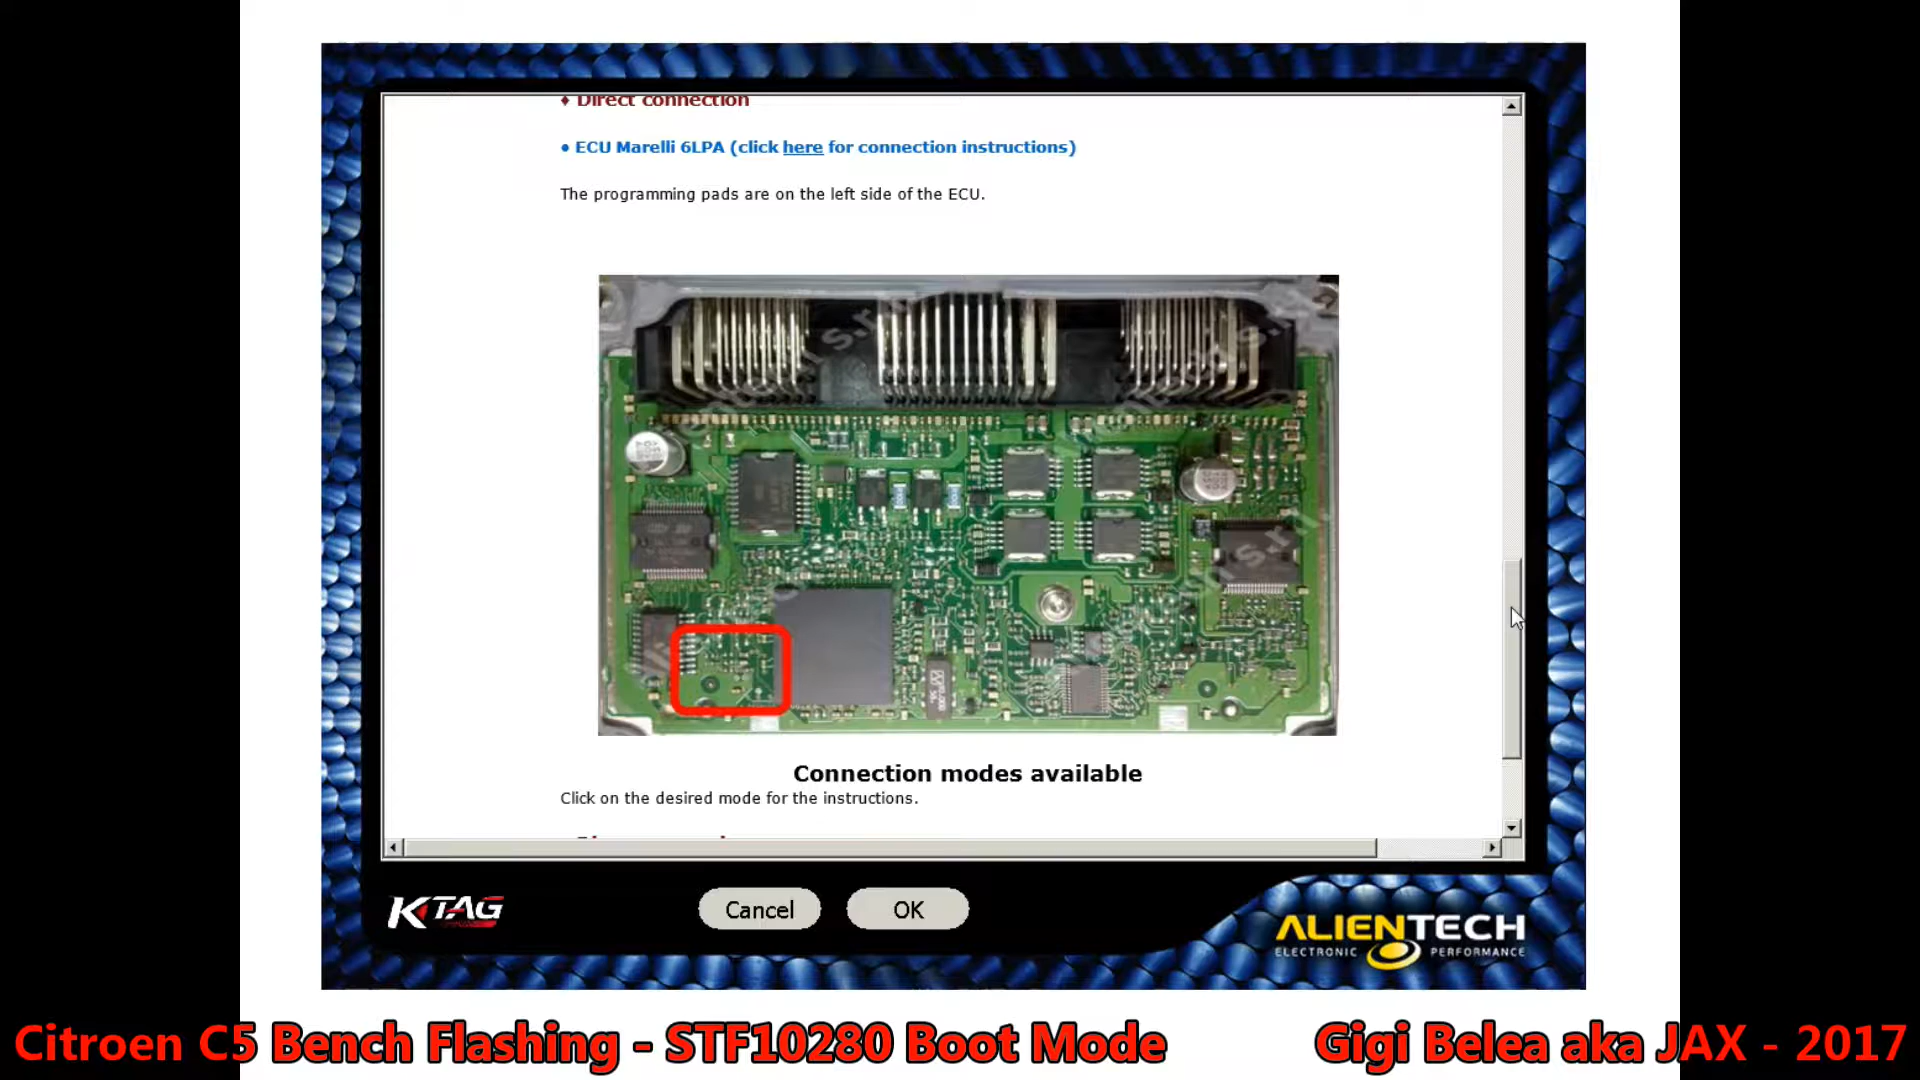 ♦ Direct connection
● ECU Marelli 6LPA (click here for connection instructions)
The programming pads are on the left side of the ECU.
Connection modes available
Click on the desired mode for the instructions.
KTAG
Cancel
OK
ALIENTECH
ELECTRONIC PERFORMANCE
Citroen C5 Bench Flashing - STF10280 Boot Mode
Gigi Belea aka JAX - 2017